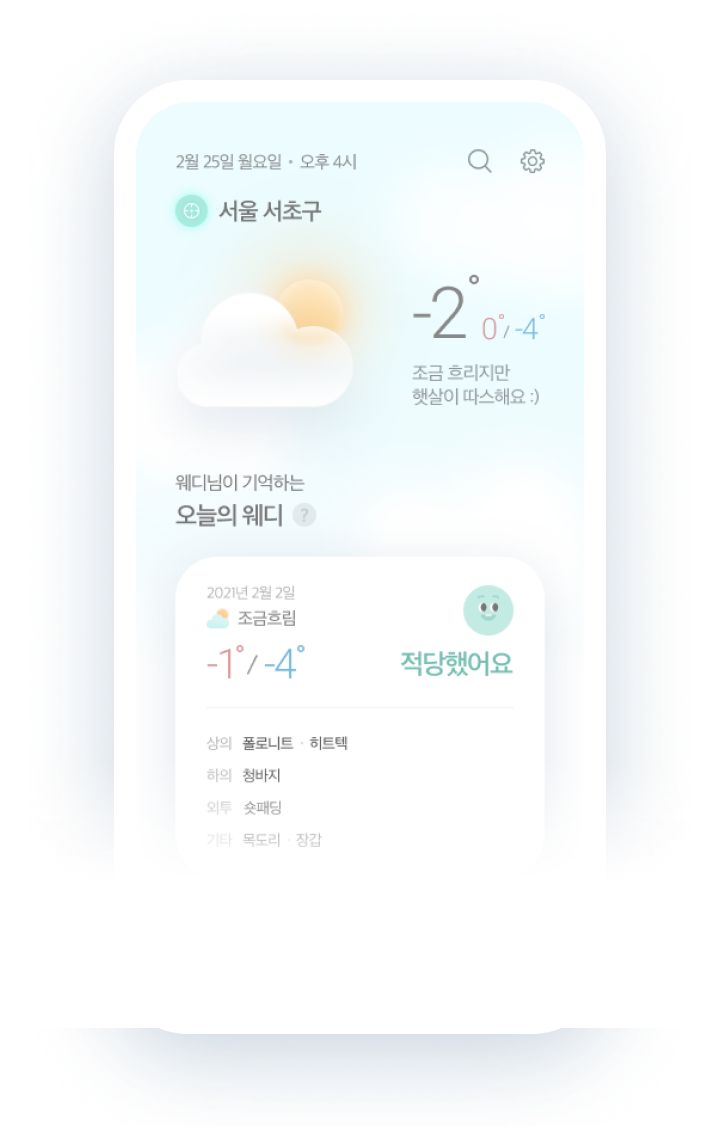 2월 25일 월요일 • 오후 4시
서울 서초구
-2° 0°/ -4°
조금 흐리지만
햇살이 따스해요 :)
웨디님이 기억하는
오늘의 웨디 ?
2021년 2월 2일
조금흐림
-1°/ -4° 적당했어요
상의 폴로니트 · 히트텍
하의 청바지
외투 숏패딩
기타 목도리 · 장갑